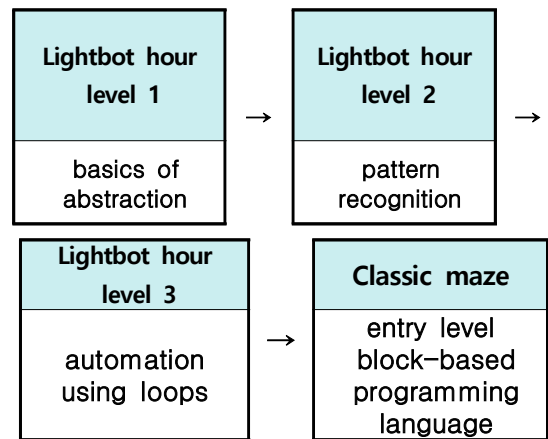 Lightbot hour
level 1
basics of
abstraction
→
Lightbot hour
level 2
pattern
recognition
→
Lightbot hour
level 3
automation
using loops
→
Classic maze
entry level
block-based
programming
language